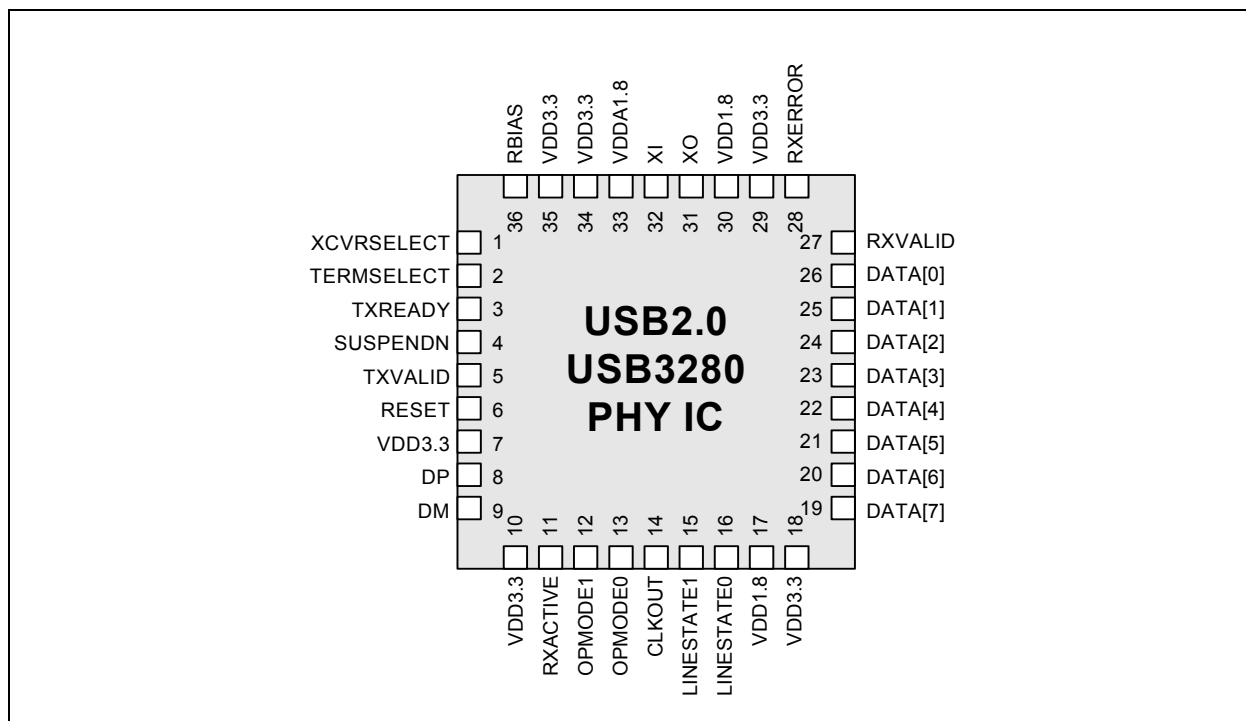 RBIAS
VDD3.3
VDD3.3
VDDA1.8
XI
XO
VDD1.8
VDD3.3
RXERROR
36
35
34
33
32
31
30
29
28
XCVRSELECT 1
TERMSELECT 2
TXREADY 3
SUSPENDN 4
TXVALID 5
RESET 6
VDD3.3 7
DP 8
DM 9
USB2.0
USB3280
PHY IC
27 RXVALID
26 DATA[0]
25 DATA[1]
24 DATA[2]
23 DATA[3]
22 DATA[4]
21 DATA[5]
20 DATA[6]
19 DATA[7]
10
11
12
13
14
15
16
17
18
VDD3.3
RXACTIVE
OPMODE1
OPMODE0
CLKOUT
LINESTATE1
LINESTATE0
VDD1.8
VDD3.3